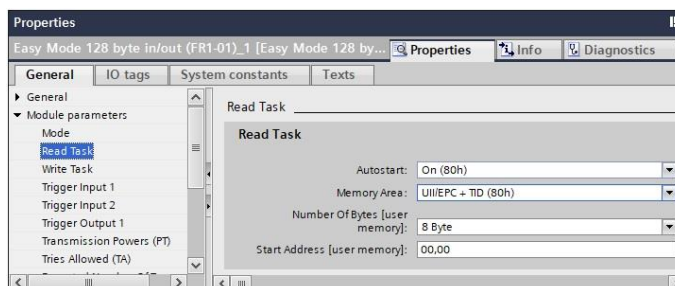 Properties
Easy Mode 128 byte in/out (FR1-01)_1 [Easy Mode 128 by...
Properties
Info
Diagnostics
General
IO tags
System constants
Texts
General
Module parameters
Mode
Read Task
Write Task
Trigger Input 1
Trigger Input 2
Trigger Output 1
Transmission Powers (PT)
Tries Allowed (TA)
Read Task
Read Task
Autostart: On (80h)
Memory Area: UII/EPC + TID (80h)
Number Of Bytes [user
memory]: 8 Byte
Start Address [user memory]: 00,00